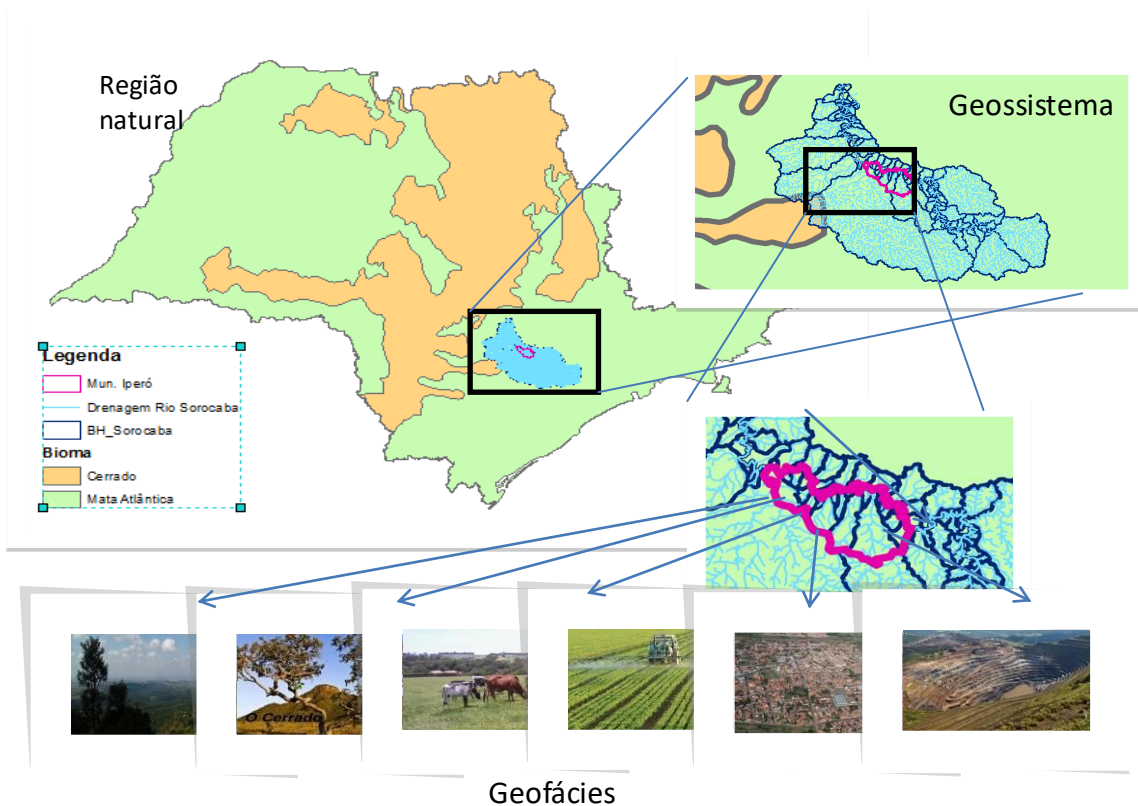 Região
natural
Geossistema
Legenda
Mun. Iperó
Drenagem Rio Sorocaba
BH_Sorocaba
Bioma
Cerrado
Mata Atlântica
O Cerrado
Geofácies